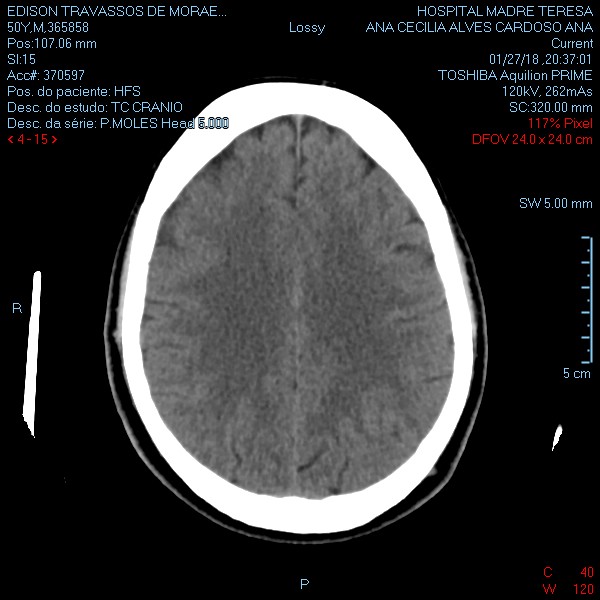 EDISON TRAVASSOS DE MORAE...
50Y,M,365858
Pos:107.06 mm
SI:15
Acc#: 370597
Pos. do paciente: HFS
Desc. do estudo: TC CRANIO
Desc. da série: P.MOLES Head 5.000
< 4 - 15 >
Lossy
HOSPITAL MADRE TERESA
ANA CECILIA ALVES CARDOSO ANA
Current
01/27/18 ,20:37:01
TOSHIBA Aquilion PRIME
120kV, 262mAs
SC:320.00 mm
117% Pixel
DFOV 24.0 x 24.0 cm
SW 5.00 mm
R
5 cm
P
C 40
W 120